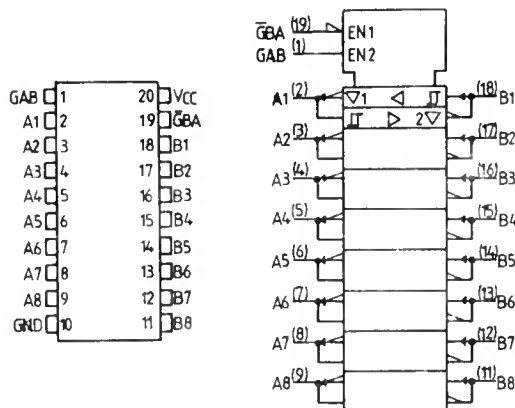 GAB 1 20 VCC
A1 2 19 G̅BA
A2 3 18 B1
A3 4 17 B2
A4 5 16 B3
A5 6 15 B4
A6 7 14 B5
A7 8 13 B6
A8 9 12 B7
GND 10 11 B8
G̅BA (19) EN1
GAB (1) EN2
A1 (2) ▽1 ◁ (18) B1
A2 (3) ▷ 2▽ (17) B2
A3 (4) (16) B3
A4 (5) (15) B4
A5 (6) (14) B5
A6 (7) (13) B6
A7 (8) (12) B7
A8 (9) (11) B8